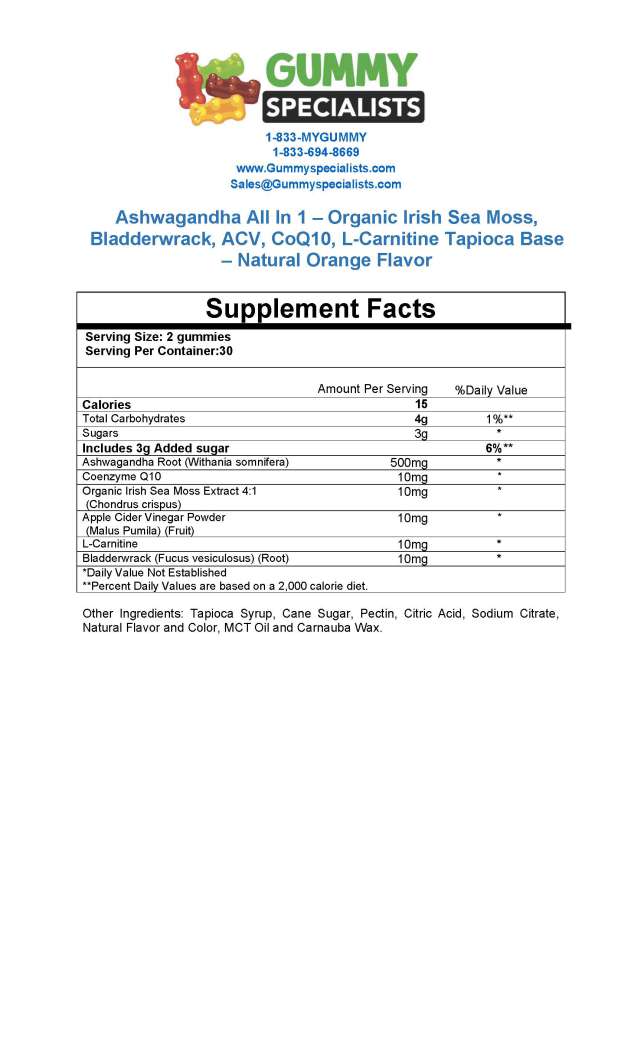 GUMMY
SPECIALISTS
1-833-MYGUMMY
1-833-694-8669
www.Gummyspecialists.com
Sales@Gummyspecialists.com
Ashwagandha All In 1 – Organic Irish Sea Moss,
Bladderwrack, ACV, CoQ10, L-Carnitine Tapioca Base
– Natural Orange Flavor
Supplement Facts
Serving Size: 2 gummies
Serving Per Container:30
Amount Per Serving %Daily Value
Calories 15
Total Carbohydrates 4g 1%**
Sugars 3g *
Includes 3g Added sugar 6%**
Ashwagandha Root (Withania somnifera) 500mg *
Coenzyme Q10 10mg *
Organic Irish Sea Moss Extract 4:1 10mg *
(Chondrus crispus)
Apple Cider Vinegar Powder 10mg *
(Malus Pumila) (Fruit)
L-Carnitine 10mg *
Bladderwrack (Fucus vesiculosus) (Root) 10mg *
*Daily Value Not Established
**Percent Daily Values are based on a 2,000 calorie diet.
Other Ingredients: Tapioca Syrup, Cane Sugar, Pectin, Citric Acid, Sodium Citrate,
Natural Flavor and Color, MCT Oil and Carnauba Wax.